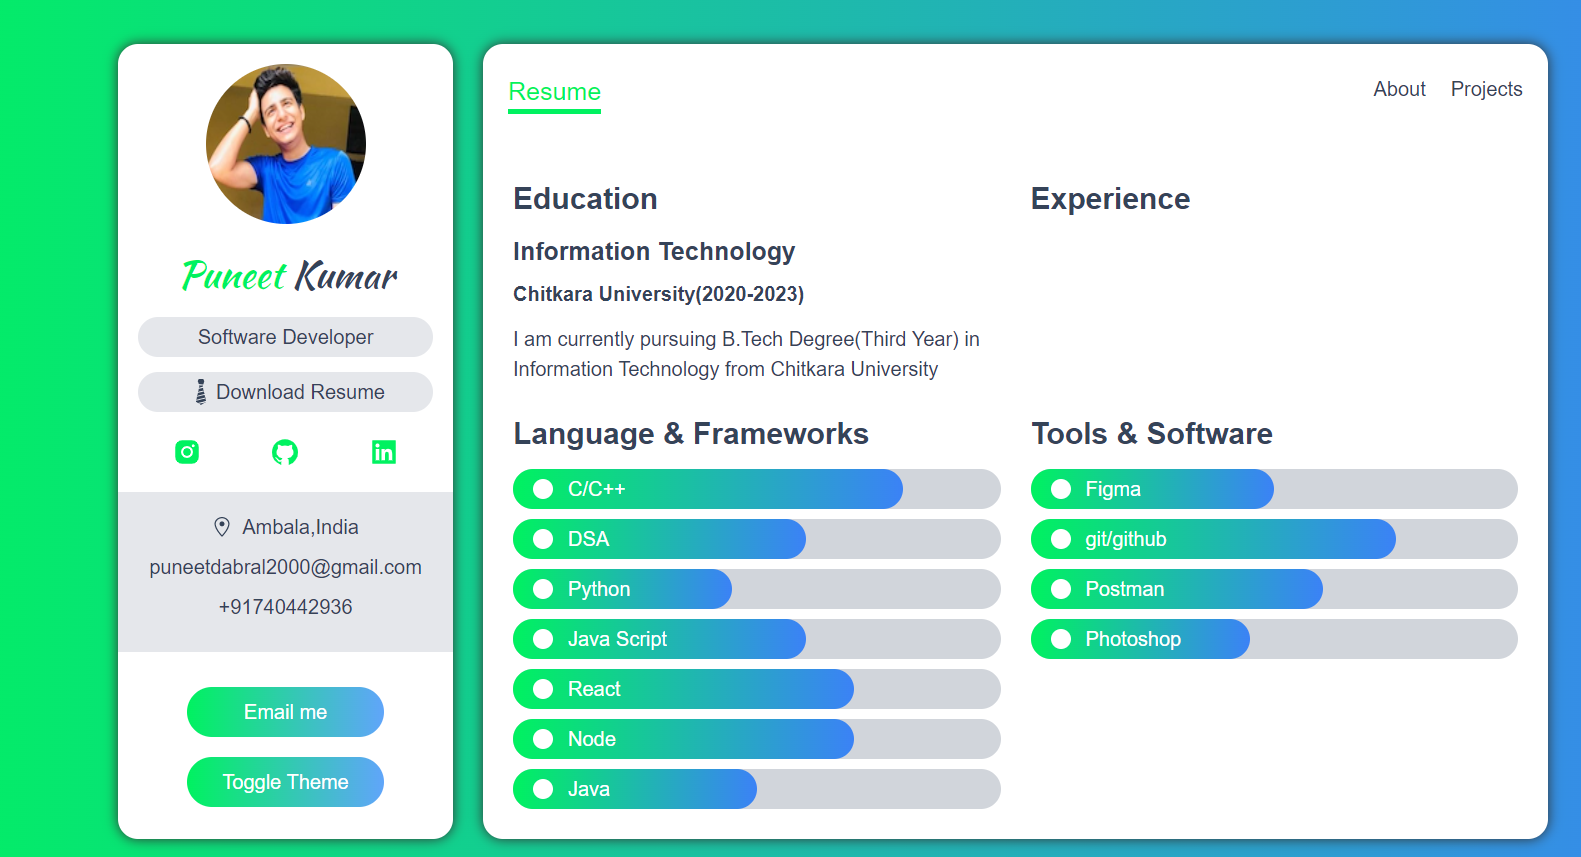 Puneet Kumar
Software Developer
Download Resume
Ambala,India
puneetdabral2000@gmail.com
+91740442936
Email me
Toggle Theme
Resume
About
Projects
Education
Information Technology
Chitkara University(2020-2023)
I am currently pursuing B.Tech Degree(Third Year) in
Information Technology from Chitkara University
Experience
Language & Frameworks
C/C++
DSA
Python
Java Script
React
Node
Java
Tools & Software
Figma
git/github
Postman
Photoshop